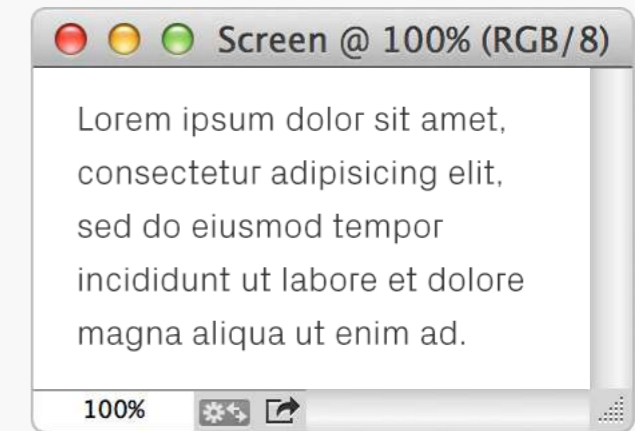 Screen @ 100% (RGB/8)
Lorem ipsum dolor sit amet,
consectetur adipisicing elit,
sed do eiusmod tempor
incididunt ut labore et dolore
magna aliqua ut enim ad.
100%